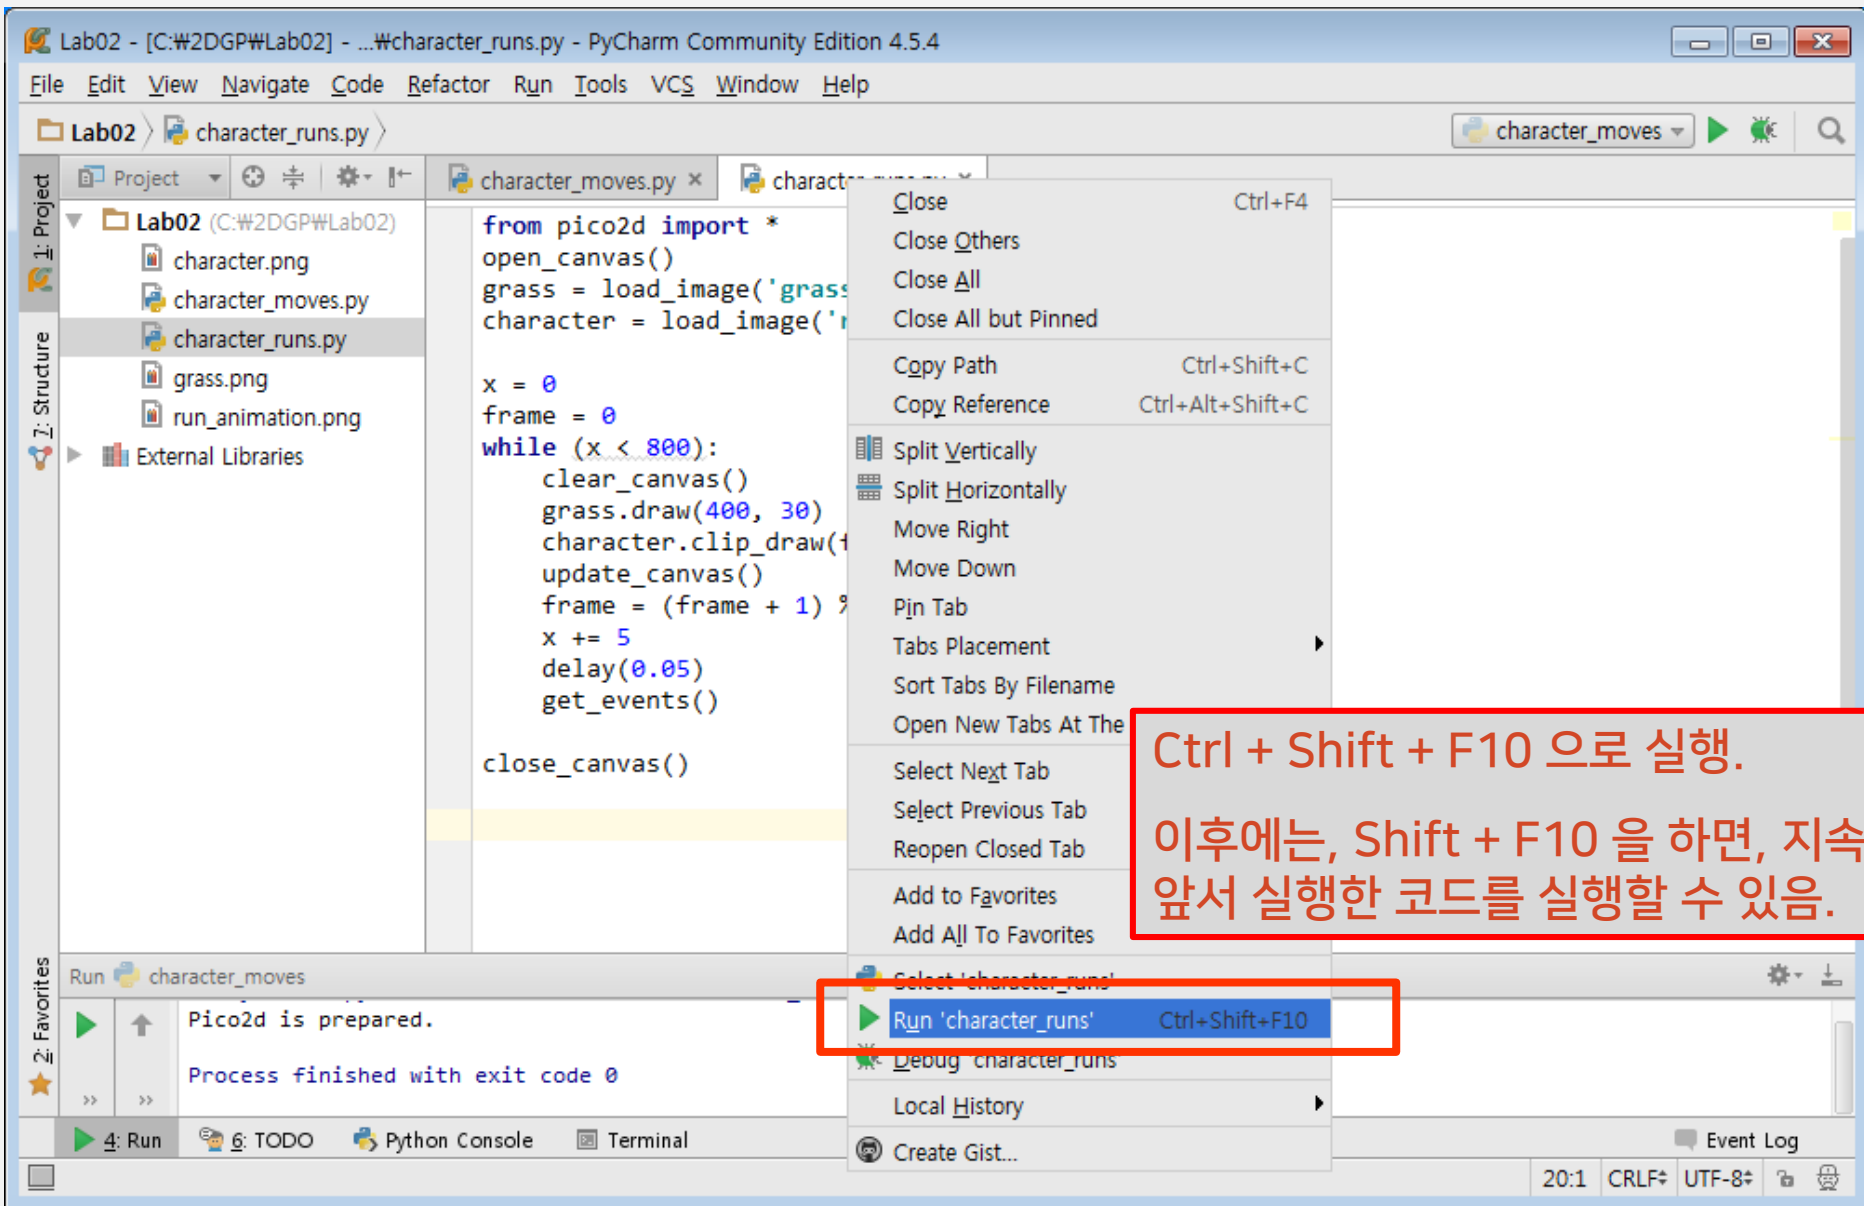 Lab02 - [C:₩2DGP₩Lab02] - ...₩character_runs.py - PyCharm Community Edition 4.5.4
File Edit View Navigate Code Refactor Run Tools VCS Window Help
Lab02 character_runs.py character_moves
1: Project
7: Structure
2: Favorites
Project
Lab02 (C:₩2DGP₩Lab02)
character.png
character_moves.py
character_runs.py
grass.png
run_animation.png
External Libraries
character_moves.py
from pico2d import *
open_canvas()
grass = load_image('grass
character = load_image('r
x = 0
frame = 0
while (x < 800):
clear_canvas()
grass.draw(400, 30)
character.clip_draw(f
update_canvas()
frame = (frame + 1) %
x += 5
delay(0.05)
get_events()
close_canvas()
Close Ctrl+F4
Close Others
Close All
Close All but Pinned
Copy Path Ctrl+Shift+C
Copy Reference Ctrl+Alt+Shift+C
Split Vertically
Split Horizontally
Move Right
Move Down
Pin Tab
Tabs Placement
Sort Tabs By Filename
Open New Tabs At The
Select Next Tab
Select Previous Tab
Reopen Closed Tab
Add to Favorites
Add All To Favorites
Select 'character_runs'
Run 'character_runs' Ctrl+Shift+F10
Debug 'character_runs'
Local History
Create Gist...
Ctrl + Shift + F10 으로 실행.
이후에는, Shift + F10 을 하면, 지속
앞서 실행한 코드를 실행할 수 있음.
Run character_moves
Pico2d is prepared.
Process finished with exit code 0
4: Run 6: TODO Python Console Terminal Event Log
20:1 CRLF UTF-8